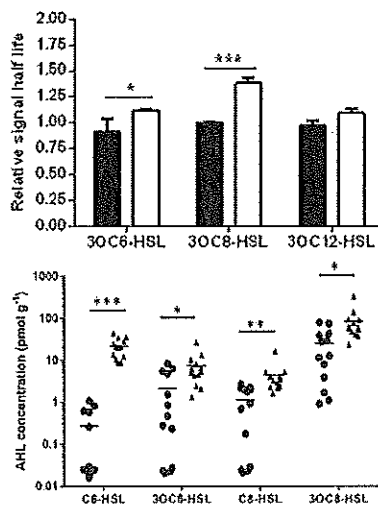 Relative signal half life
2.00
1.75
1.50
1.25
1.00
0.75
0.50
0.25
0.00
*
***
3OC6-HSL
3OC8-HSL
3OC12-HSL
AHL concentration (pmol g⁻¹)
1000
100
10
1
0.1
0.01
***
*
**
*
C6-HSL
3OC6-HSL
C8-HSL
3OC8-HSL